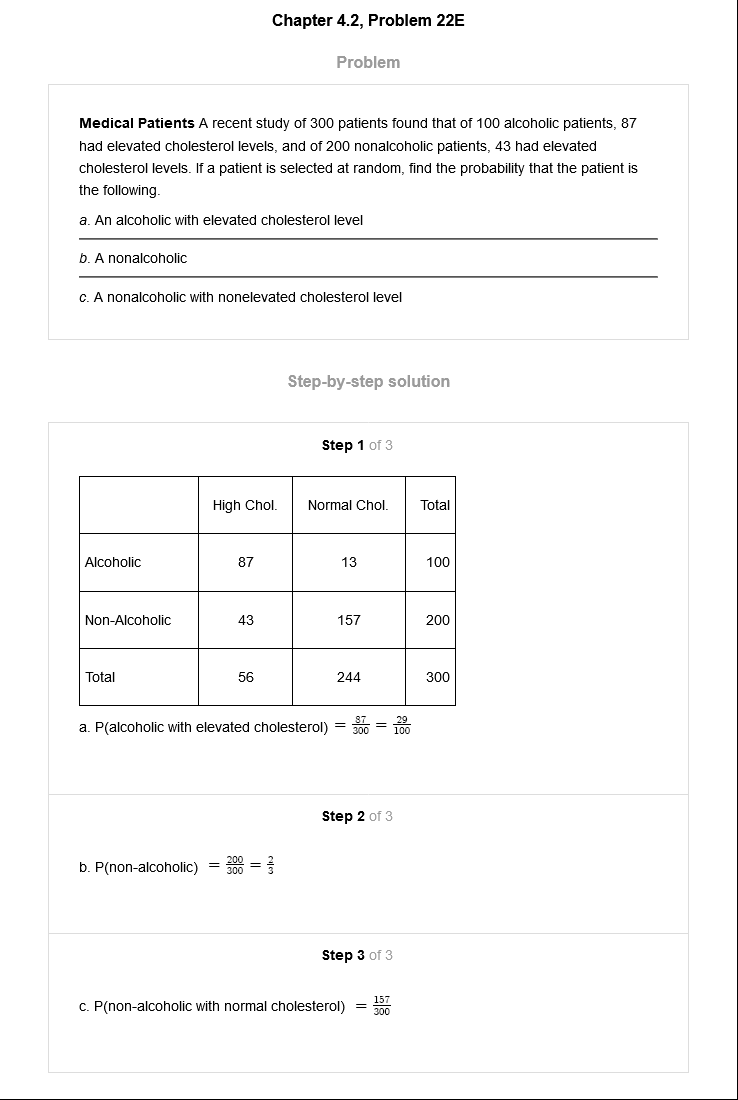 Chapter 4.2, Problem 22E
Problem
Medical Patients A recent study of 300 patients found that of 100 alcoholic patients, 87
had elevated cholesterol levels, and of 200 nonalcoholic patients, 43 had elevated
cholesterol levels. If a patient is selected at random, find the probability that the patient is
the following.
a. An alcoholic with elevated cholesterol level
b. A nonalcoholic
c. A nonalcoholic with nonelevated cholesterol level
Step-by-step solution
Step 1 of 3
High Chol. Normal Chol. Total
Alcoholic 87 13 100
Non-Alcoholic 43 157 200
Total 56 244 300
a. P(alcoholic with elevated cholesterol) = 87/300 = 29/100
Step 2 of 3
b. P(non-alcoholic) = 200/300 = 2/3
Step 3 of 3
c. P(non-alcoholic with normal cholesterol) = 157/300